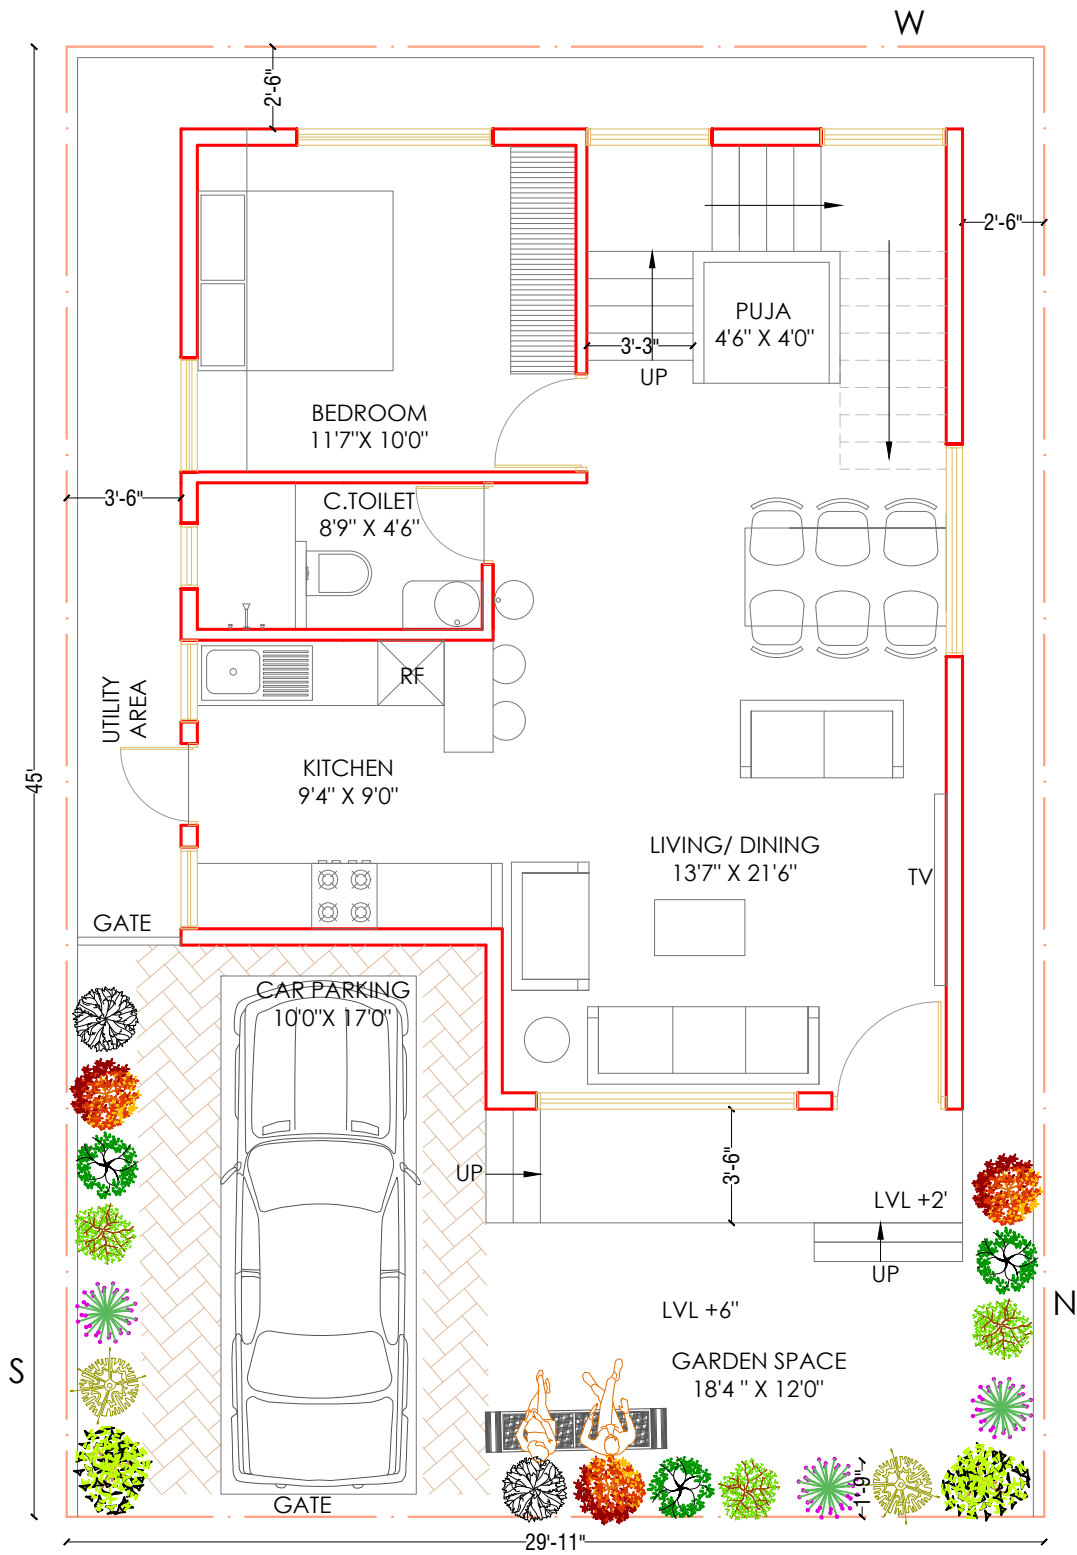 W
2'-6"
2'-6"
PUJA
4'6" X 4'0"
3'-3"
UP
BEDROOM
11'7"X 10'0"
3'-6"
C.TOILET
8'9" X 4'6"
RF
UTILITY
AREA
45'
KITCHEN
9'4" X 9'0"
LIVING/ DINING
13'7" X 21'6"
TV
GATE
CAR PARKING
10'0"X 17'0"
UP
3'-6"
LVL +2'
UP
N
LVL +6"
S
GARDEN SPACE
18'4 " X 12'0"
1'-9"
GATE
29'-11"